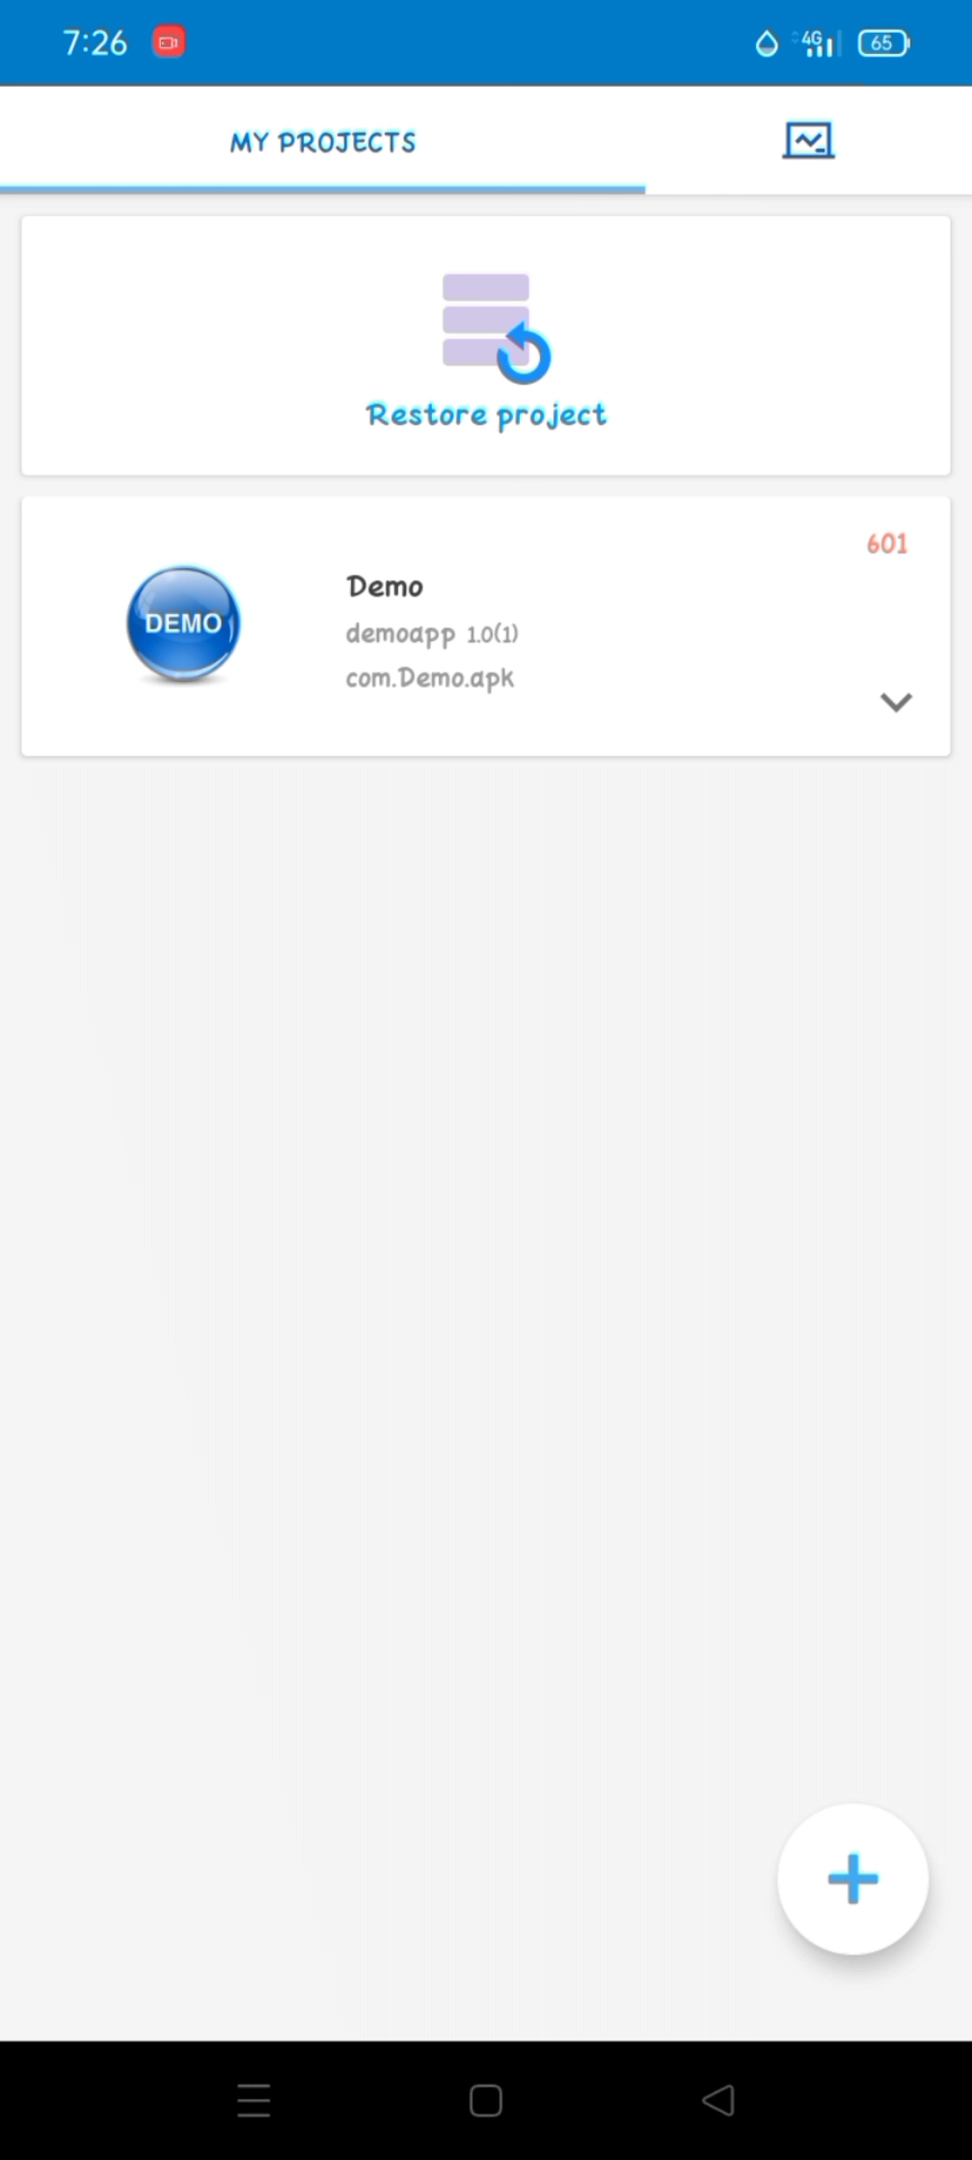 7:26
4G
65
MY PROJECTS
Restore project
601
DEMO
Demo
demoapp 1.0(1)
com.Demo.apk